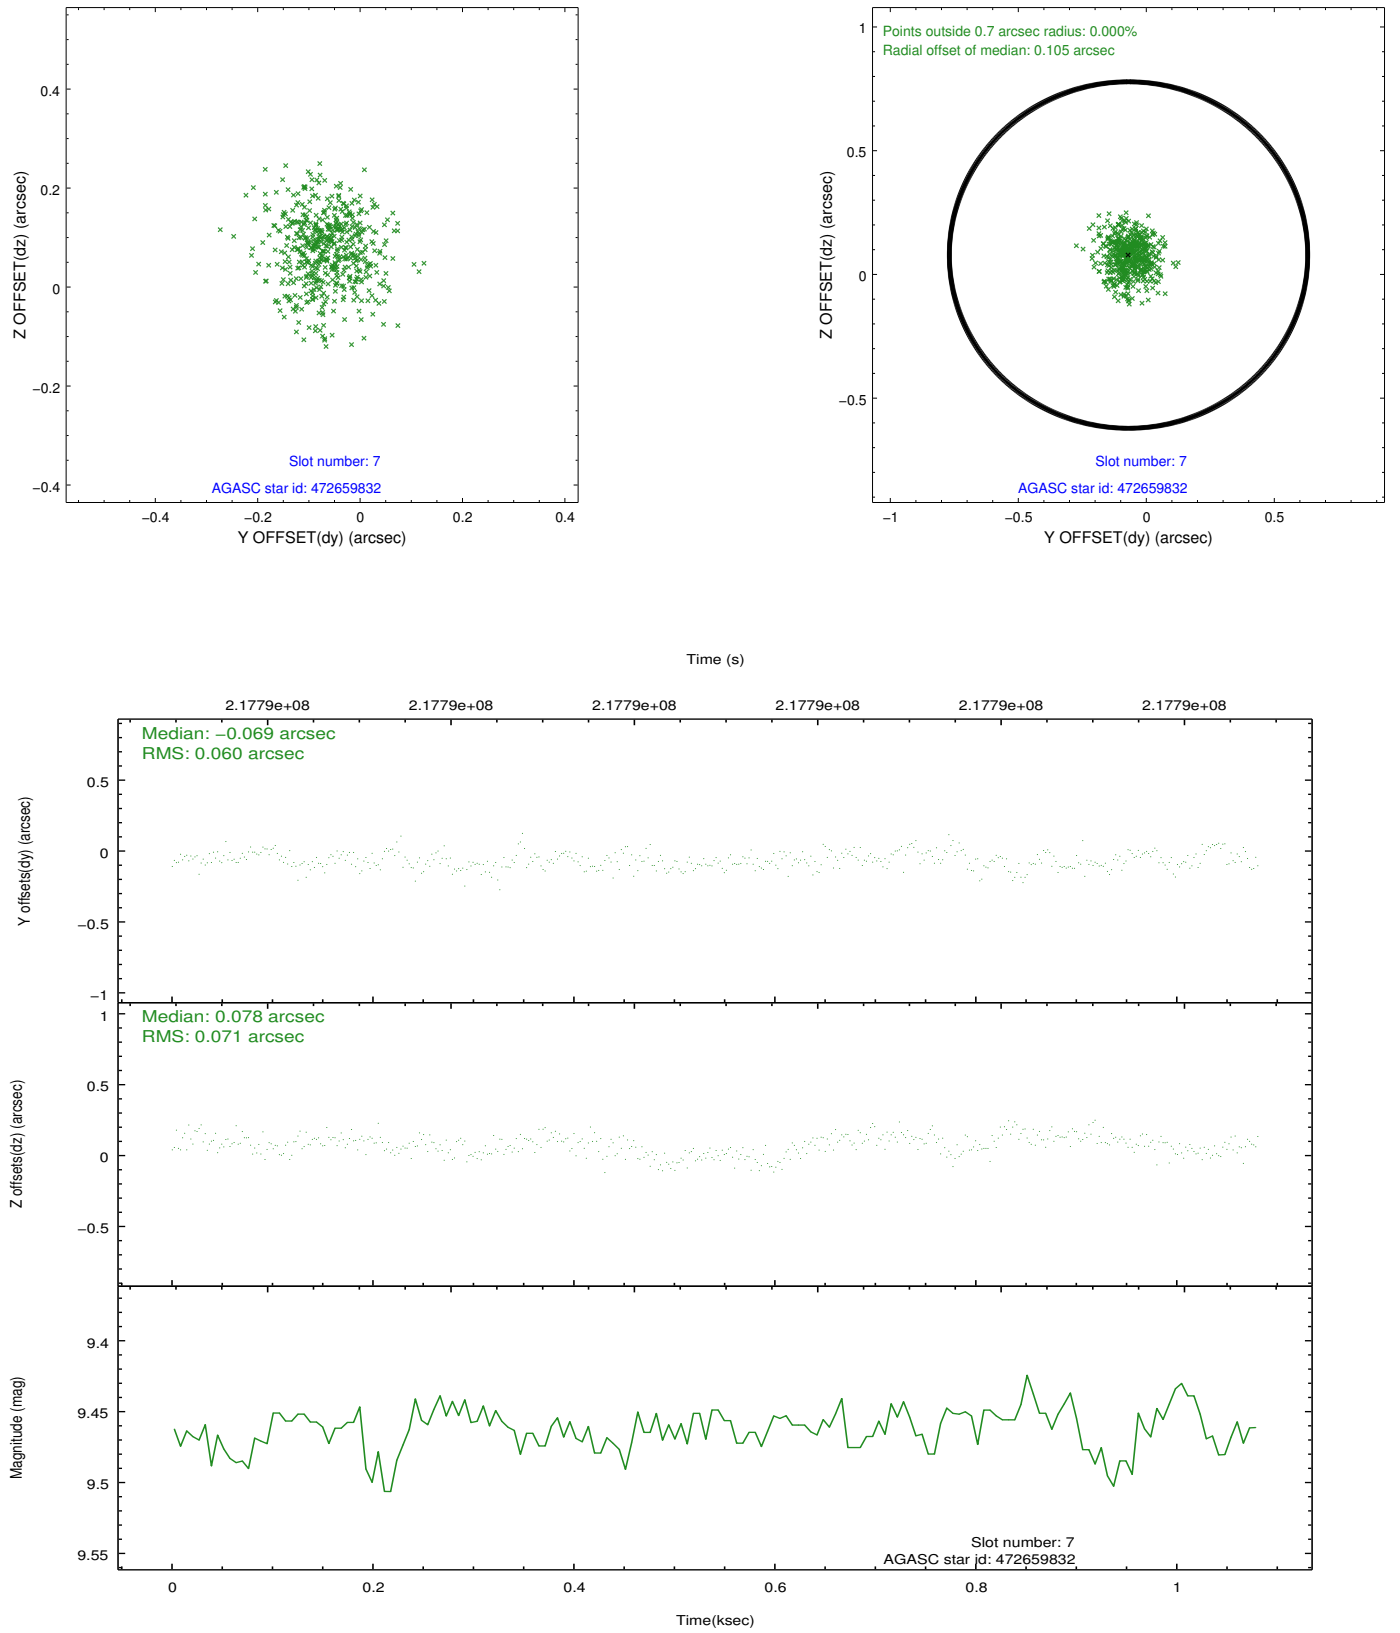 Z OFFSET(dz) (arcsec)
0.4
0.2
0
−0.2
−0.4
Slot number: 7
AGASC star id: 472659832
−0.4
−0.2
0
0.2
0.4
Y OFFSET(dy) (arcsec)
Points outside 0.7 arcsec radius: 0.000%
Radial offset of median: 0.105 arcsec
Z OFFSET(dz) (arcsec)
1
0.5
0
−0.5
Slot number: 7
AGASC star id: 472659832
−1
−0.5
0
0.5
Y OFFSET(dy) (arcsec)
Time (s)
2.1779e+08
2.1779e+08
2.1779e+08
2.1779e+08
2.1779e+08
2.1779e+08
Median: −0.069 arcsec
RMS: 0.060 arcsec
Y offsets(dy) (arcsec)
0.5
0
−0.5
−1
Median: 0.078 arcsec
RMS: 0.071 arcsec
Z offsets(dz) (arcsec)
1
0.5
0
−0.5
Magnitude (mag)
9.4
9.45
9.5
9.55
Slot number: 7
AGASC star id: 472659832
0
0.2
0.4
0.6
0.8
1
Time(ksec)